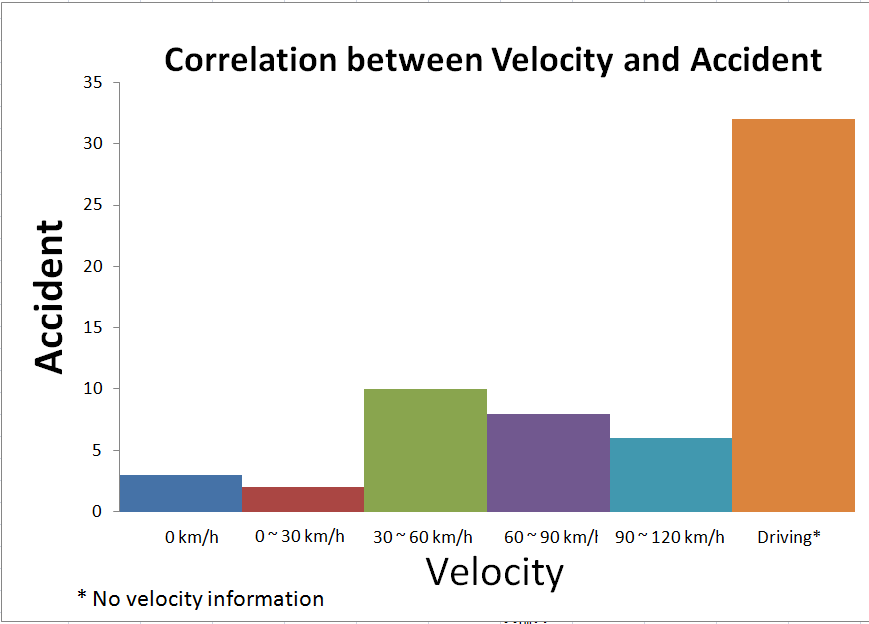 Correlation between Velocity and Accident
35
30
25
20
15
10
5
0
Accident
0 km/h 0 ~ 30 km/h 30 ~ 60 km/h 60 ~ 90 km/h 90 ~ 120 km/h Driving*
Velocity
* No velocity information